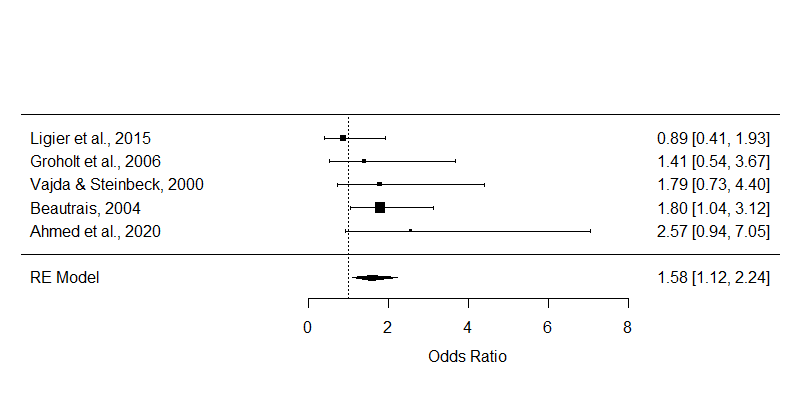 Ligier et al., 2015 0.89 [0.41, 1.93]
Groholt et al., 2006 1.41 [0.54, 3.67]
Vajda & Steinbeck, 2000 1.79 [0.73, 4.40]
Beautrais, 2004 1.80 [1.04, 3.12]
Ahmed et al., 2020 2.57 [0.94, 7.05]
RE Model 1.58 [1.12, 2.24]
0 2 4 6 8
Odds Ratio